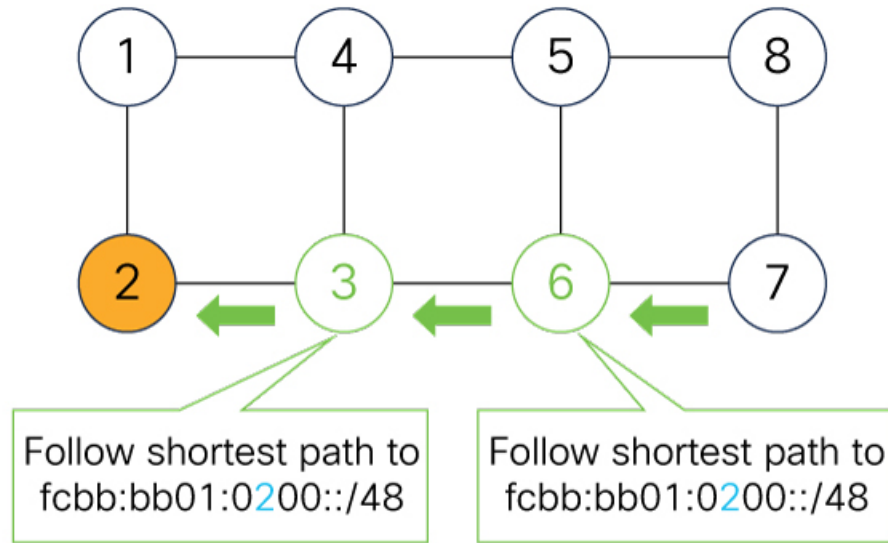 1 4 5 8
2 3 6 7
Follow shortest path to
fcbb:bb01:0200::/48
Follow shortest path to
fcbb:bb01:0200::/48